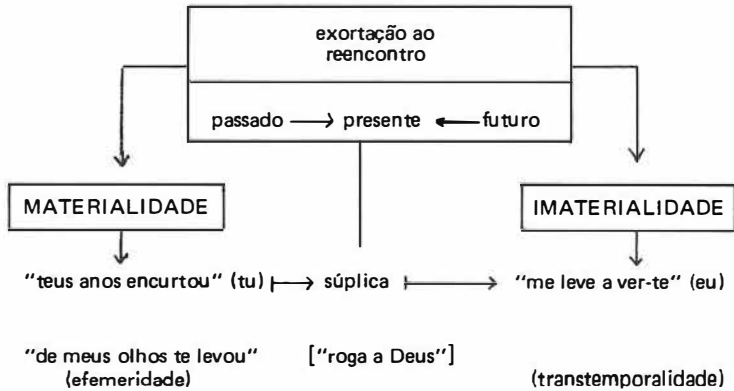 exortação ao
reencontro
passado → presente ← futuro
MATERIALIDADE
IMATERIALIDADE
"teus anos encurtou" (tu) ↦ súplica ↦ "me leve a ver-te" (eu)
"de meus olhos te levou" ["roga a Deus"]
(efemeridade) (transtemporalidade)